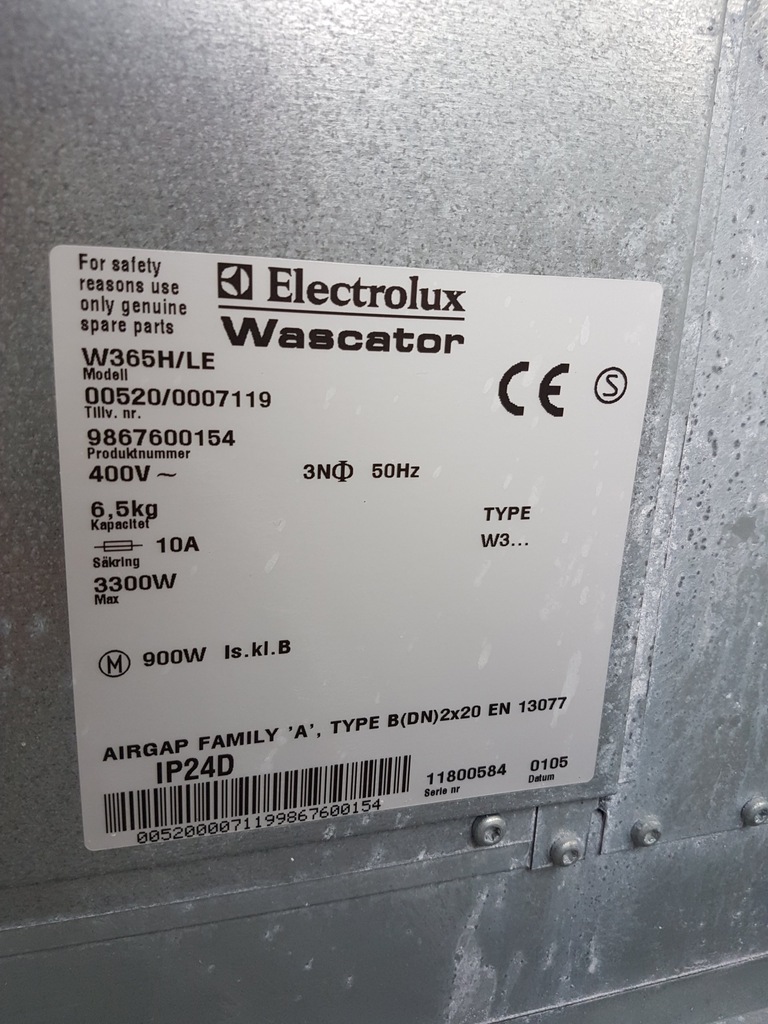 For safety
reasons use
only genuine
spare parts
Electrolux
Wascator
W365H/LE
Modell
00520/0007119
Tillv. nr.
9867600154
Produktnummer
400V ~ 3NΦ 50Hz
6,5kg
Kapacitet
TYPE
10A
W3...
Säkring
3300W
Max
M 900W Is.kl.B
CE S
AIRGAP FAMILY 'A', TYPE B(DN)2x20 EN 13077
IP24D
11800584 0105
Serie nr Datum
0052000071199867600154